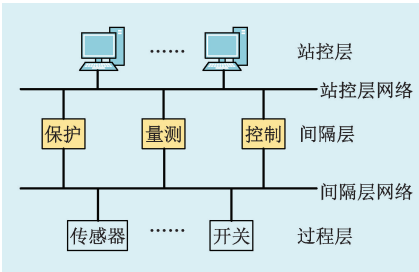 …… 站控层
站控层网络
保护 量测 控制 间隔层
间隔层网络
传感器 …… 开关 过程层